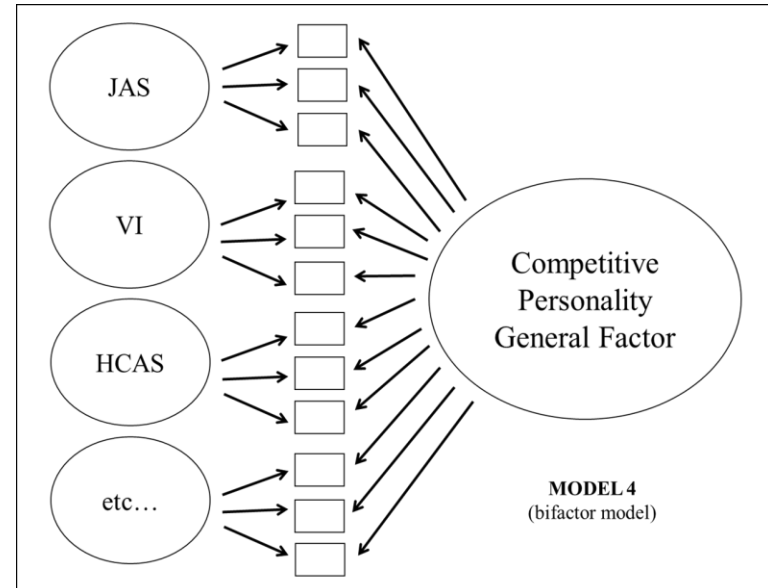 JAS
VI
HCAS
etc…
Competitive
Personality
General Factor
MODEL 4
(bifactor model)